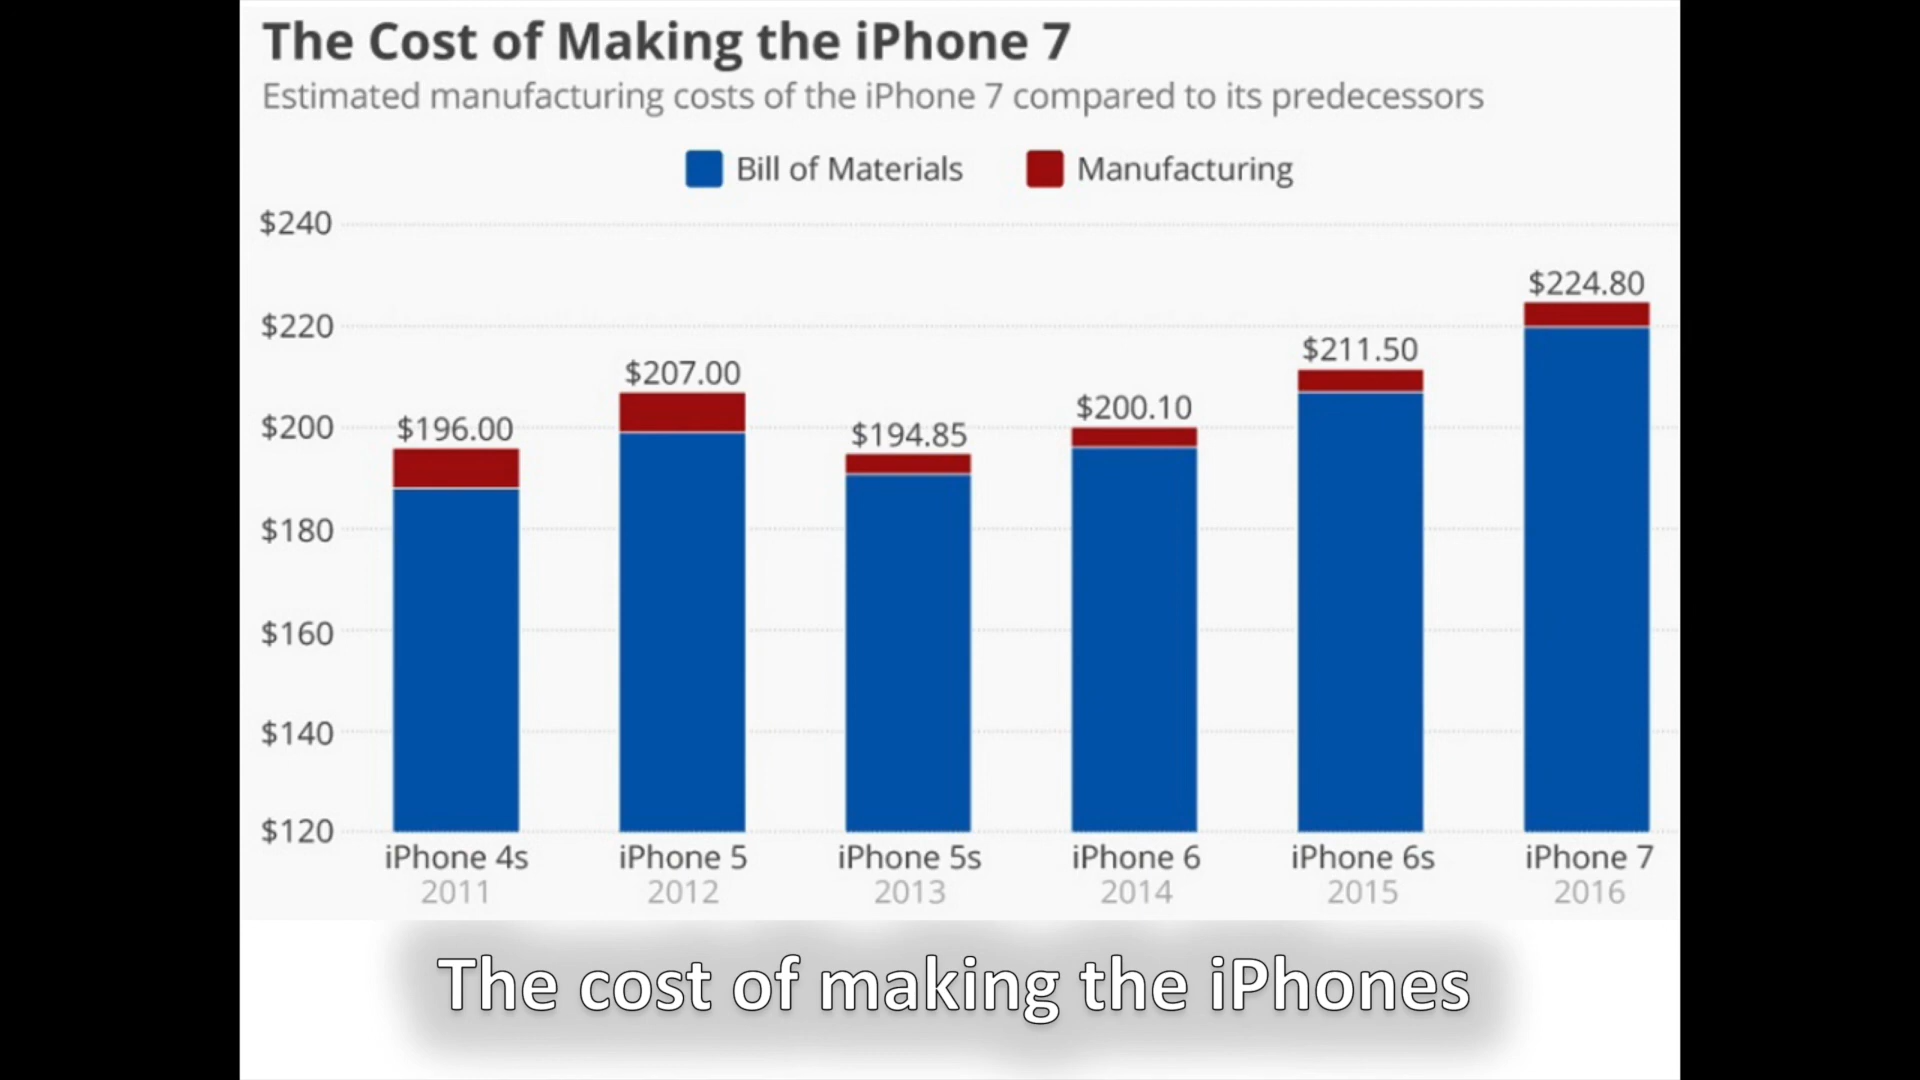 The Cost of Making the iPhone 7
Estimated manufacturing costs of the iPhone 7 compared to its predecessors
Bill of Materials
Manufacturing
$240
$220
$200
$180
$160
$140
$120
$196.00
$207.00
$194.85
$200.10
$211.50
$224.80
iPhone 4s
2011
iPhone 5
2012
iPhone 5s
2013
iPhone 6
2014
iPhone 6s
2015
iPhone 7
2016
The cost of making the iPhones